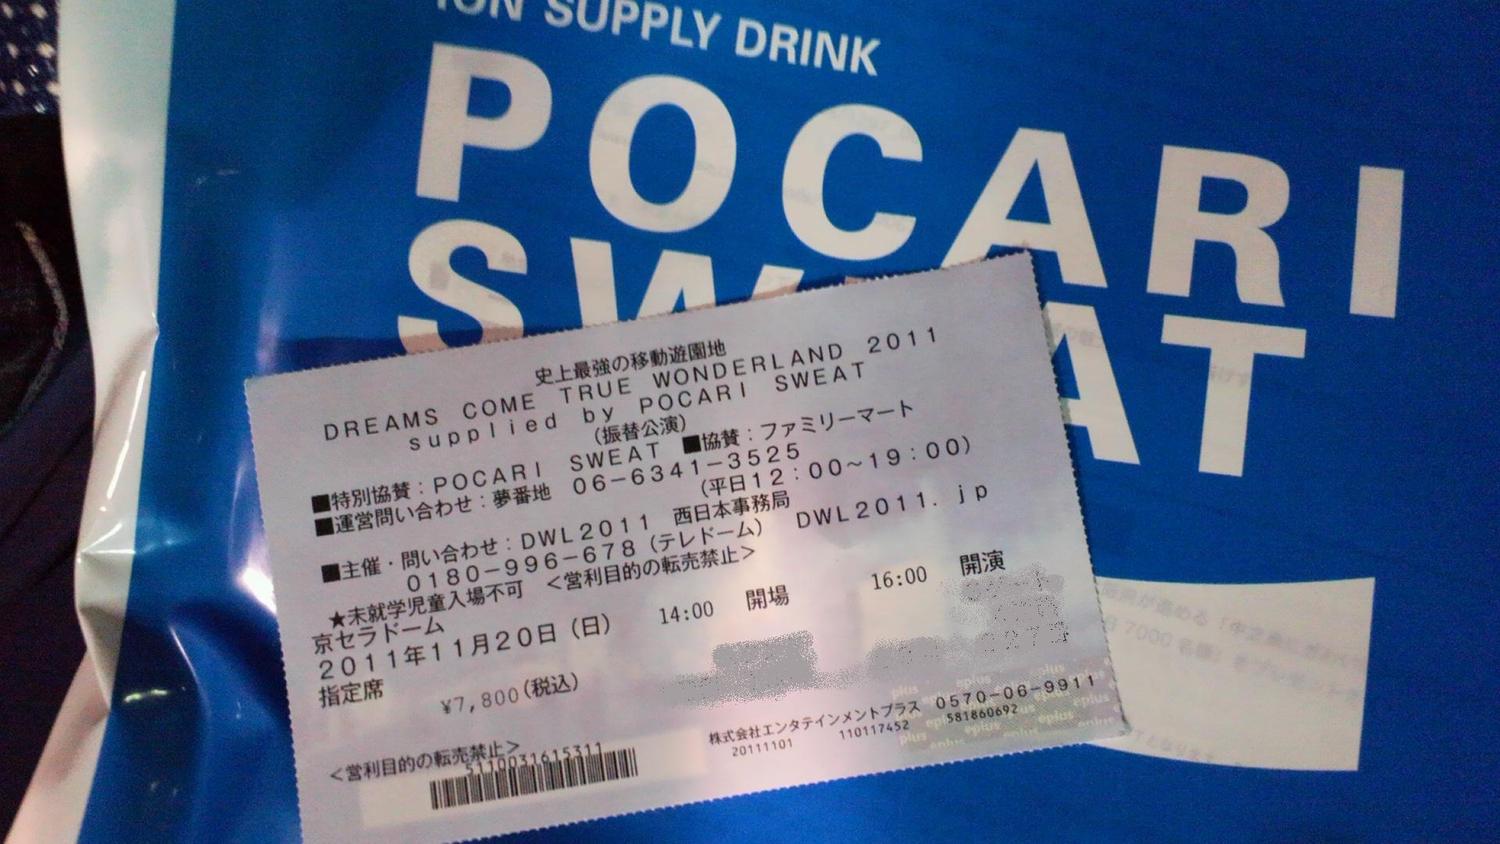 ION SUPPLY DRINK
POCARI
SWEAT
史上最強の移動遊園地
DREAMS COME TRUE WONDERLAND 2011
supplied by POCARI SWEAT
(振替公演)
■特別協賛:POCARI SWEAT ■協賛:ファミリーマート
■運営問い合わせ:夢番地 06-6341-3525
(平日12:00~19:00)
■主催・問い合わせ:DWL2011 西日本事務局
0180-996-678(テレドーム) DWL2011.jp
★未就学児童入場不可 <営利目的の転売禁止>
京セラドーム
2011年11月20日(日) 14:00 開場 16:00 開演
指定席 ¥7,800(税込)
<営利目的の転売禁止>
5110031615311
株式会社エンタテインメントプラス 0570-06-9911
20111101 110117452 581860692
eplus